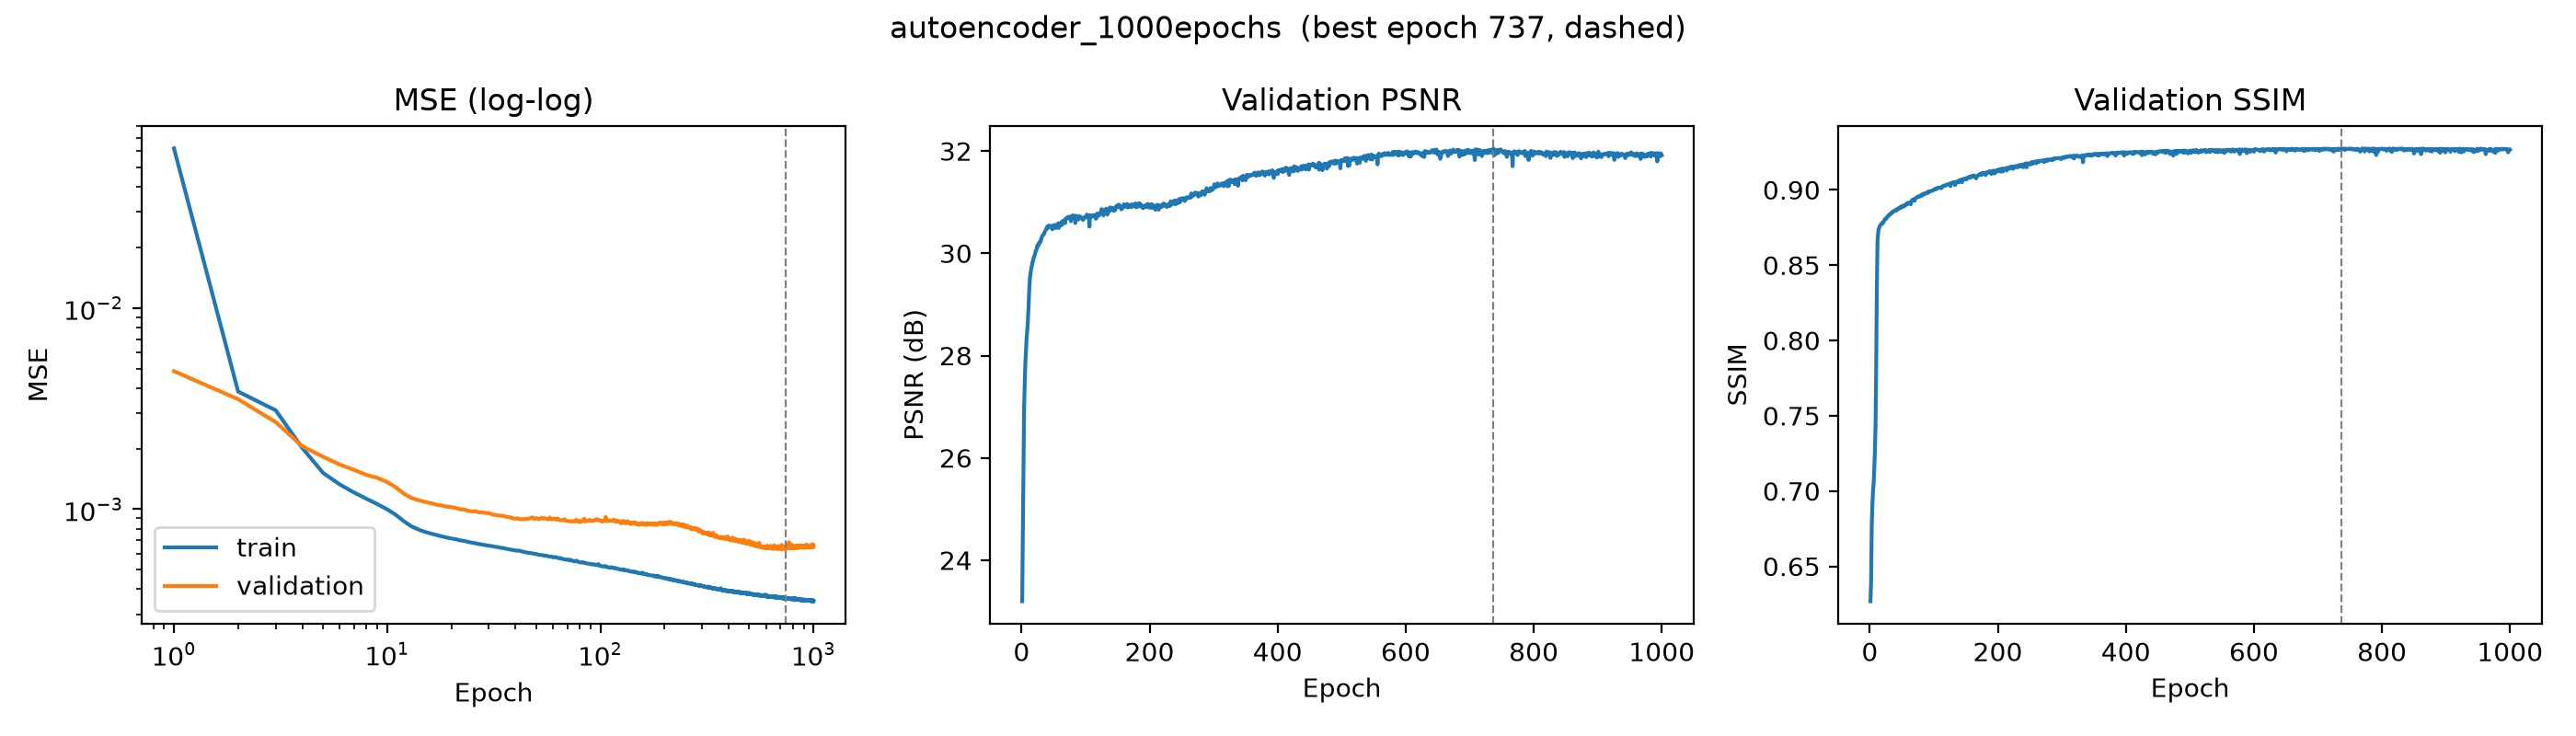 autoencoder_1000epochs  (best epoch 737, dashed)
MSE (log-log)
MSE
10⁻²
10⁻³
train
validation
10⁰ 10¹ 10² 10³
Epoch
Validation PSNR
PSNR (dB)
32
30
28
26
24
0 200 400 600 800 1000
Epoch
Validation SSIM
SSIM
0.90
0.85
0.80
0.75
0.70
0.65
0 200 400 600 800 1000
Epoch